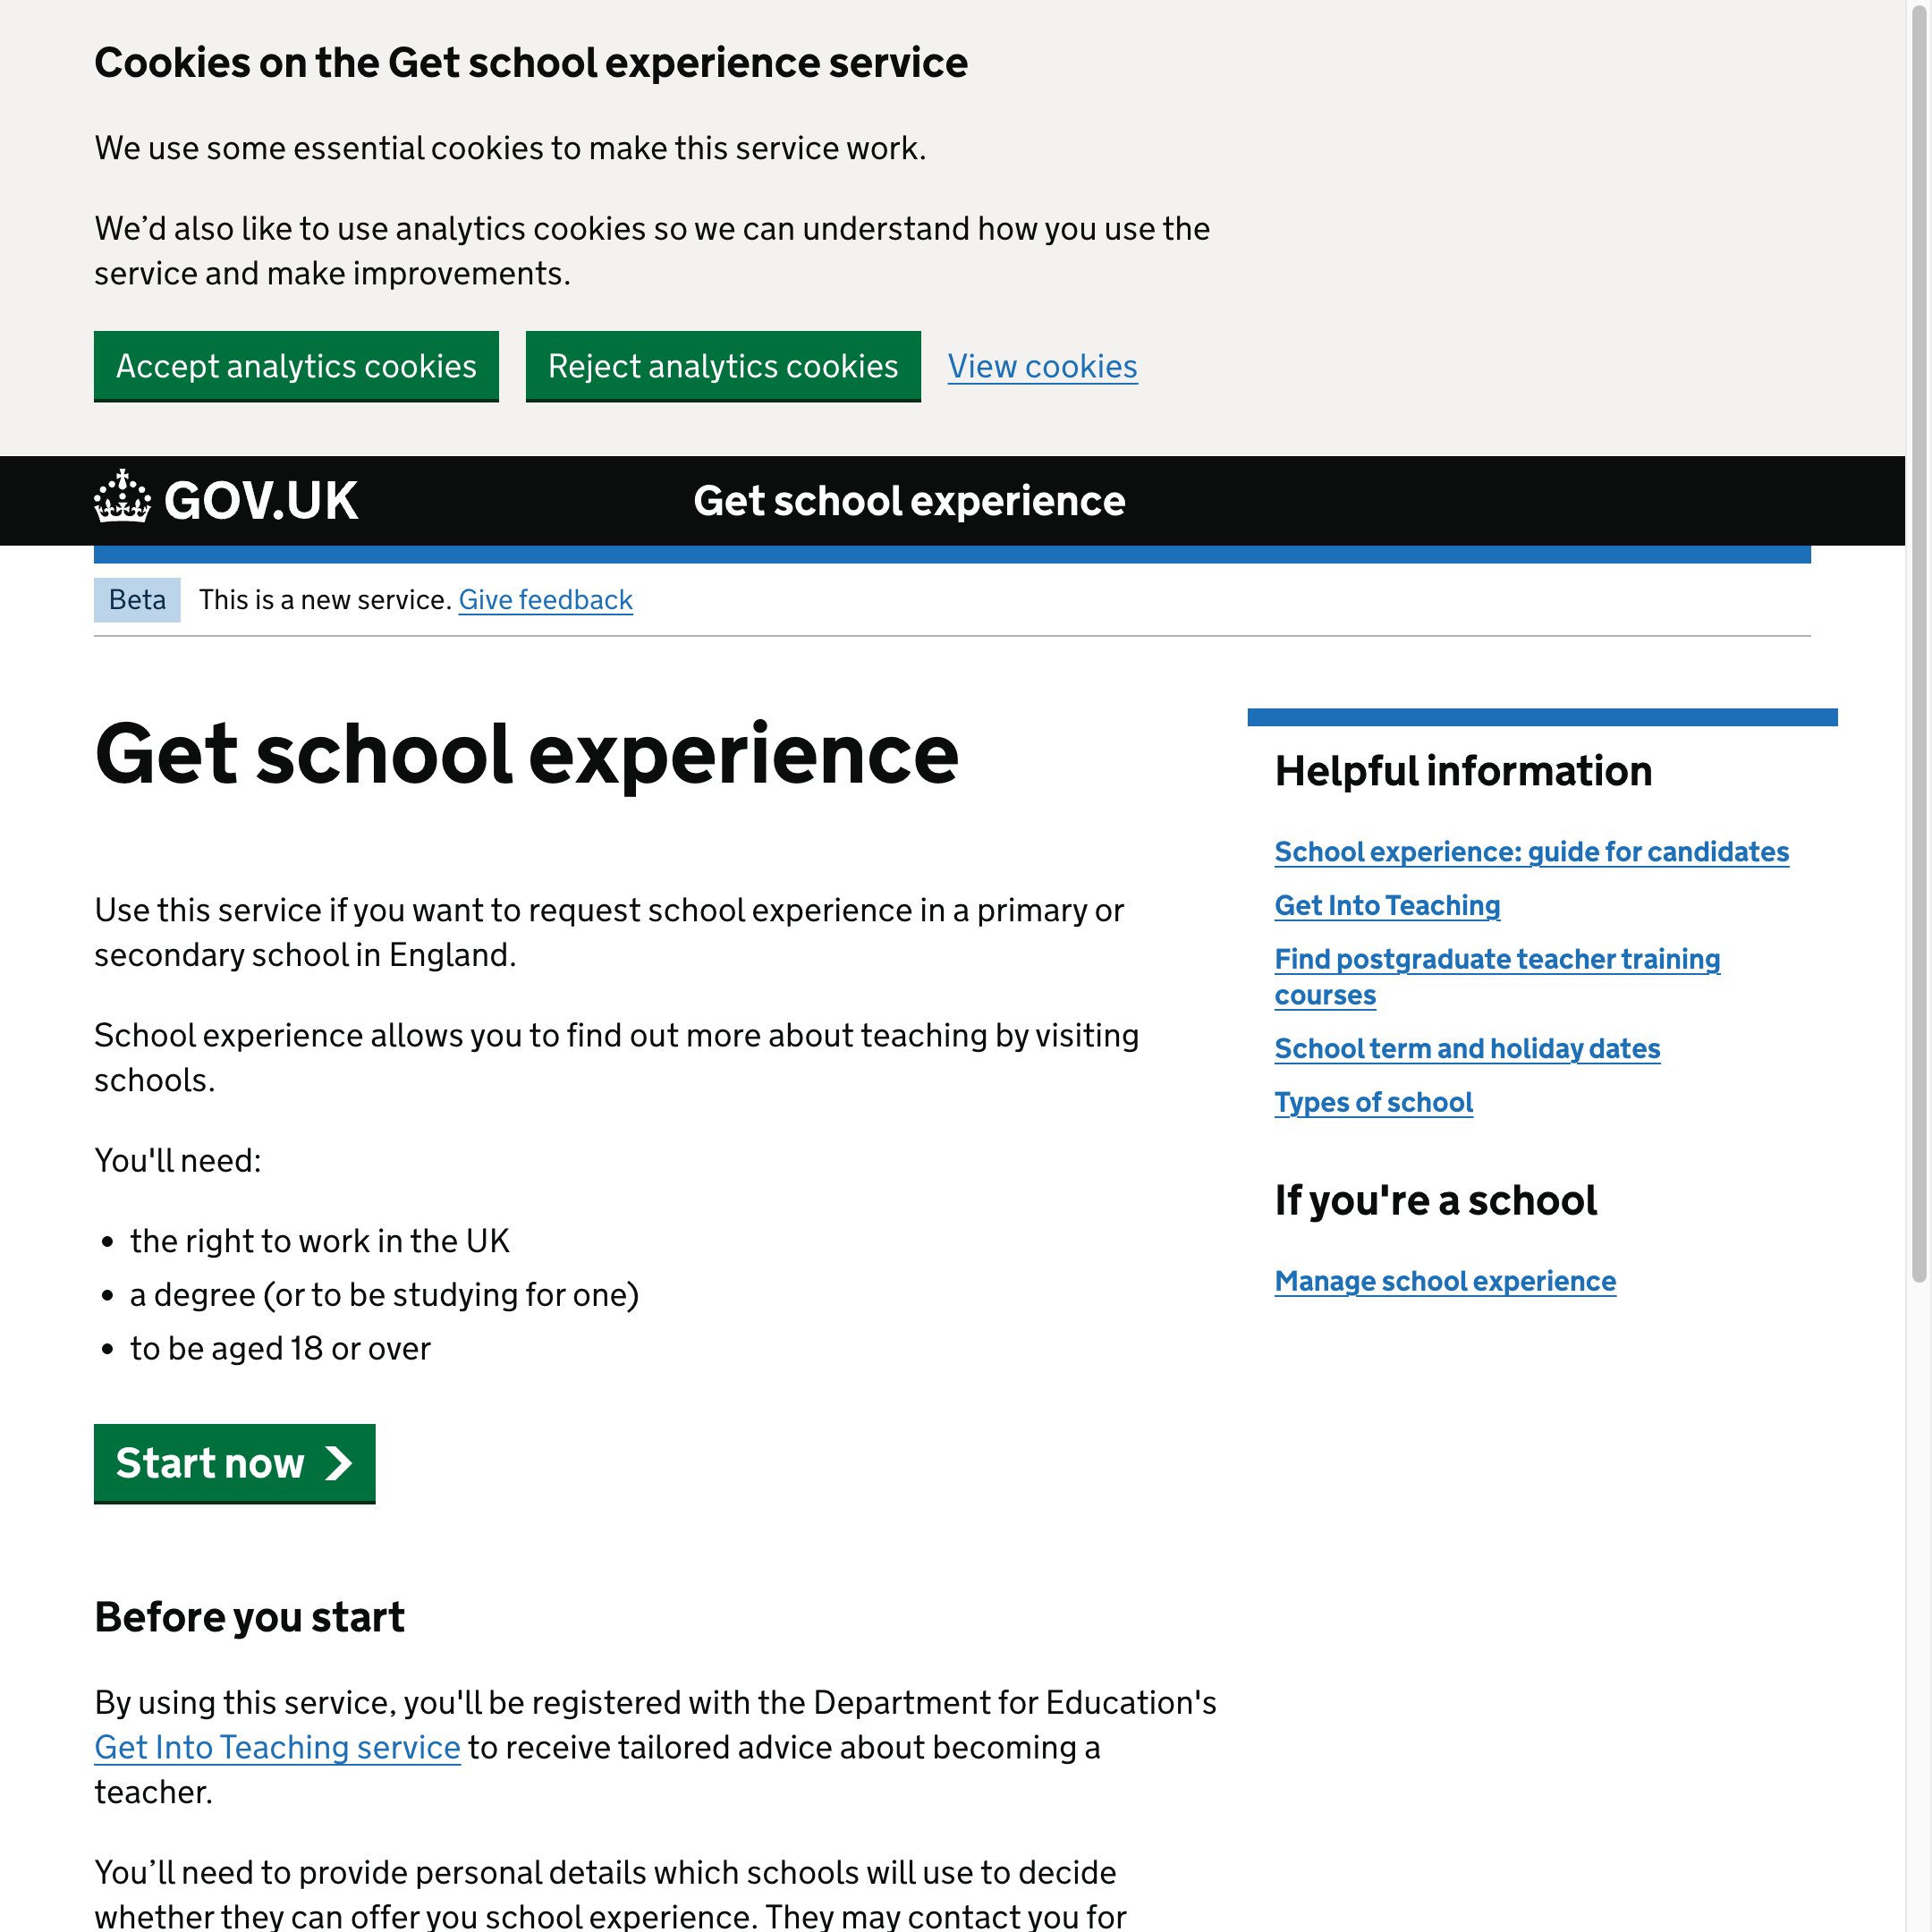 Cookies on the Get school experience service
We use some essential cookies to make this service work.
We’d also like to use analytics cookies so we can understand how you use the
service and make improvements.
Accept analytics cookies
Reject analytics cookies
View cookies
GOV.UK
Get school experience
Beta
This is a new service. Give feedback
Get school experience
Use this service if you want to request school experience in a primary or
secondary school in England.
School experience allows you to find out more about teaching by visiting
schools.
You'll need:
• the right to work in the UK
• a degree (or to be studying for one)
• to be aged 18 or over
Start now
Before you start
By using this service, you'll be registered with the Department for Education's
Get Into Teaching service to receive tailored advice about becoming a
teacher.
You’ll need to provide personal details which schools will use to decide
whether they can offer you school experience. They may contact you for
Helpful information
School experience: guide for candidates
Get Into Teaching
Find postgraduate teacher training
courses
School term and holiday dates
Types of school
If you're a school
Manage school experience